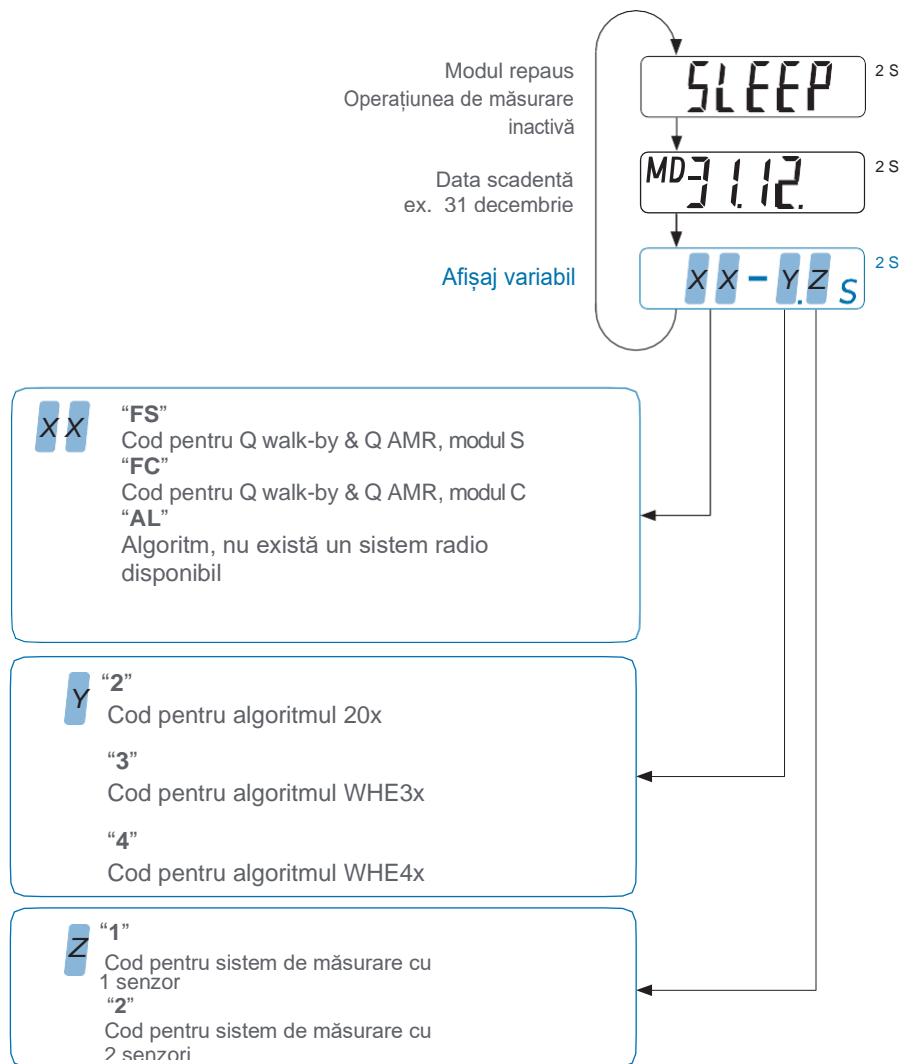 Modul repaus
Operațiunea de măsurare
inactivă
SLEEP
2 S
Data scadentă
ex. 31 decembrie
MD 31.12.
2 S
Afișaj variabil
X X - Y. Z S
2 S
X X
“FS”
Cod pentru Q walk-by & Q AMR, modul S
“FC”
Cod pentru Q walk-by & Q AMR, modul C
“AL”
Algoritm, nu există un sistem radio
disponibil
Y
“2”
Cod pentru algoritmul 20x
“3”
Cod pentru algoritmul WHE3x
“4”
Cod pentru algoritmul WHE4x
Z
“1”
Cod pentru sistem de măsurare cu
1 senzor
“2”
Cod pentru sistem de măsurare cu
2 senzori